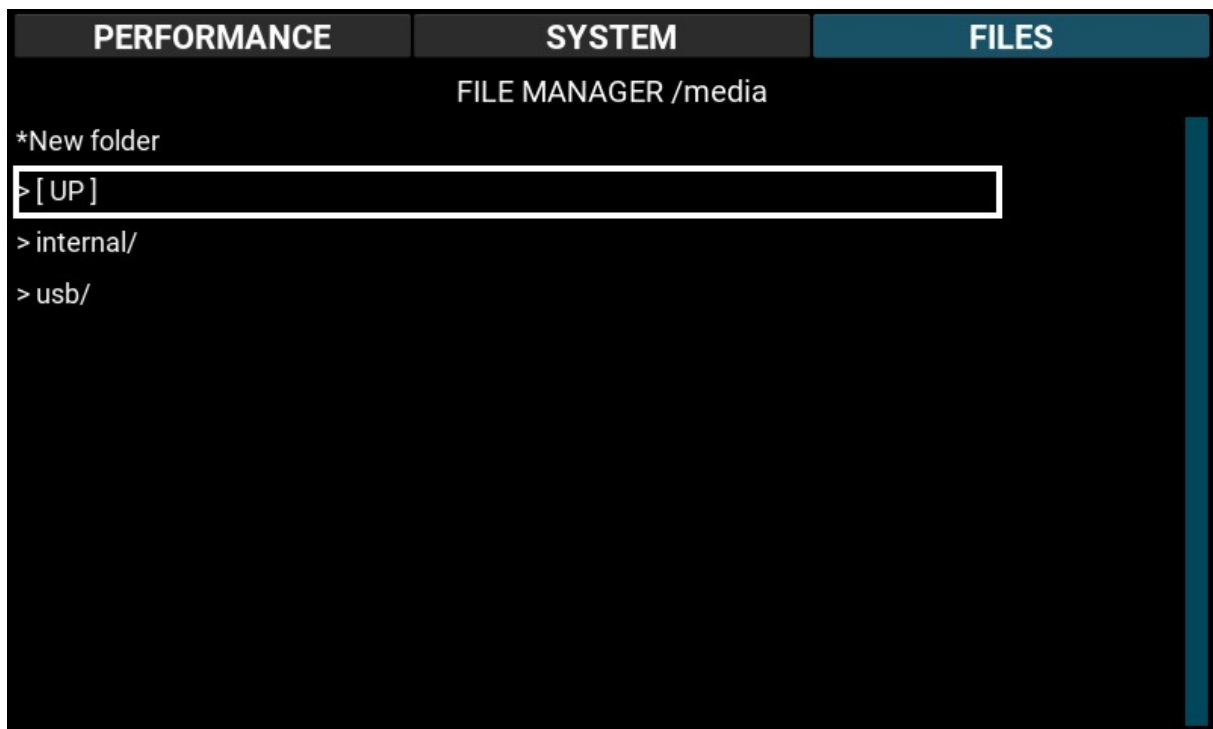 PERFORMANCE SYSTEM FILES
FILE MANAGER /media
*New folder
> [ UP ]
> internal/
> usb/